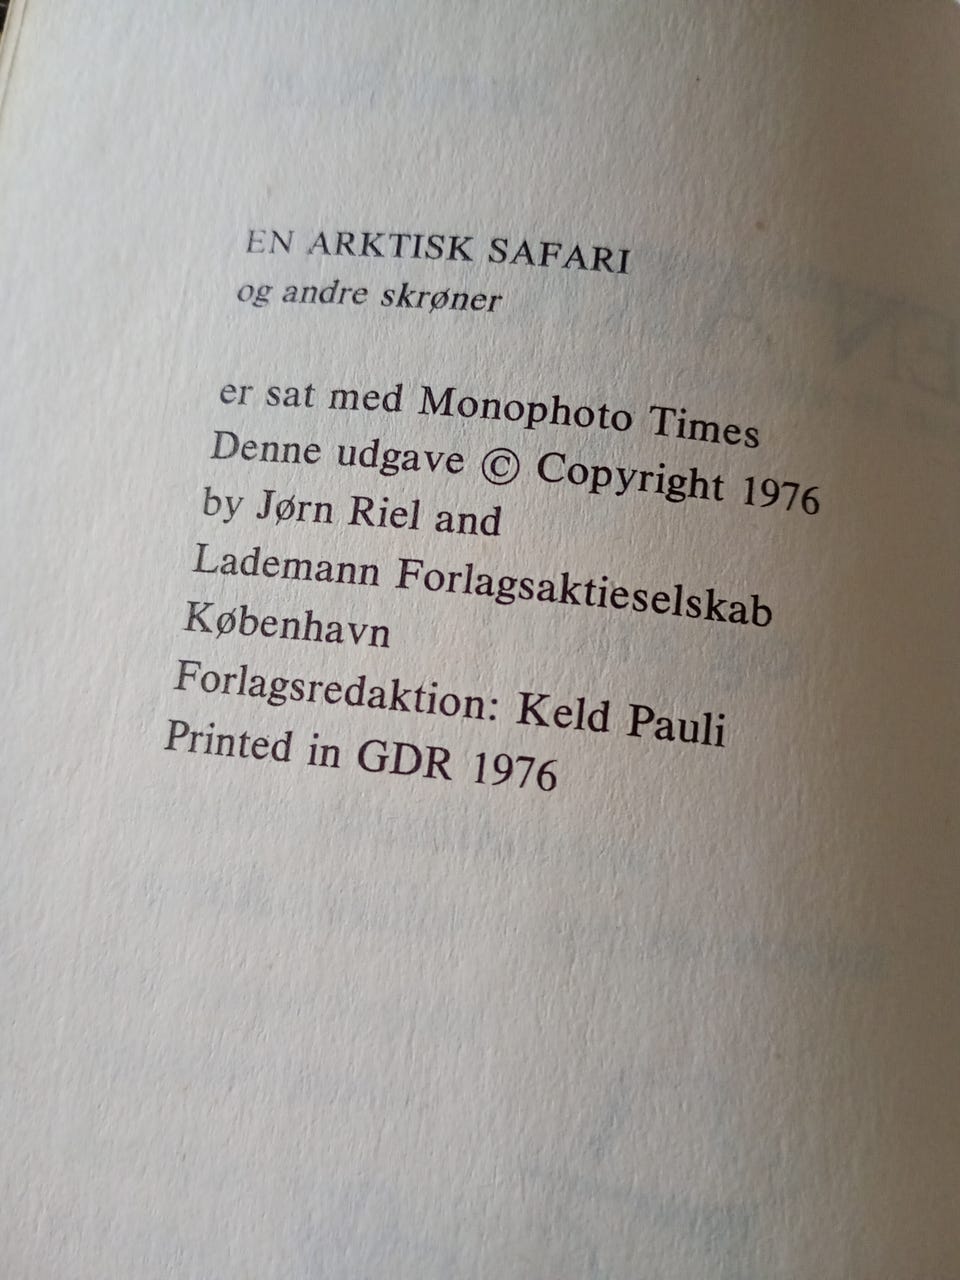 EN ARKTISK SAFARI
og andre skrøner
er sat med Monophoto Times
Denne udgave © Copyright 1976
by Jørn Riel and
Lademann Forlagsaktieselskab
København
Forlagsredaktion: Keld Pauli
Printed in GDR 1976